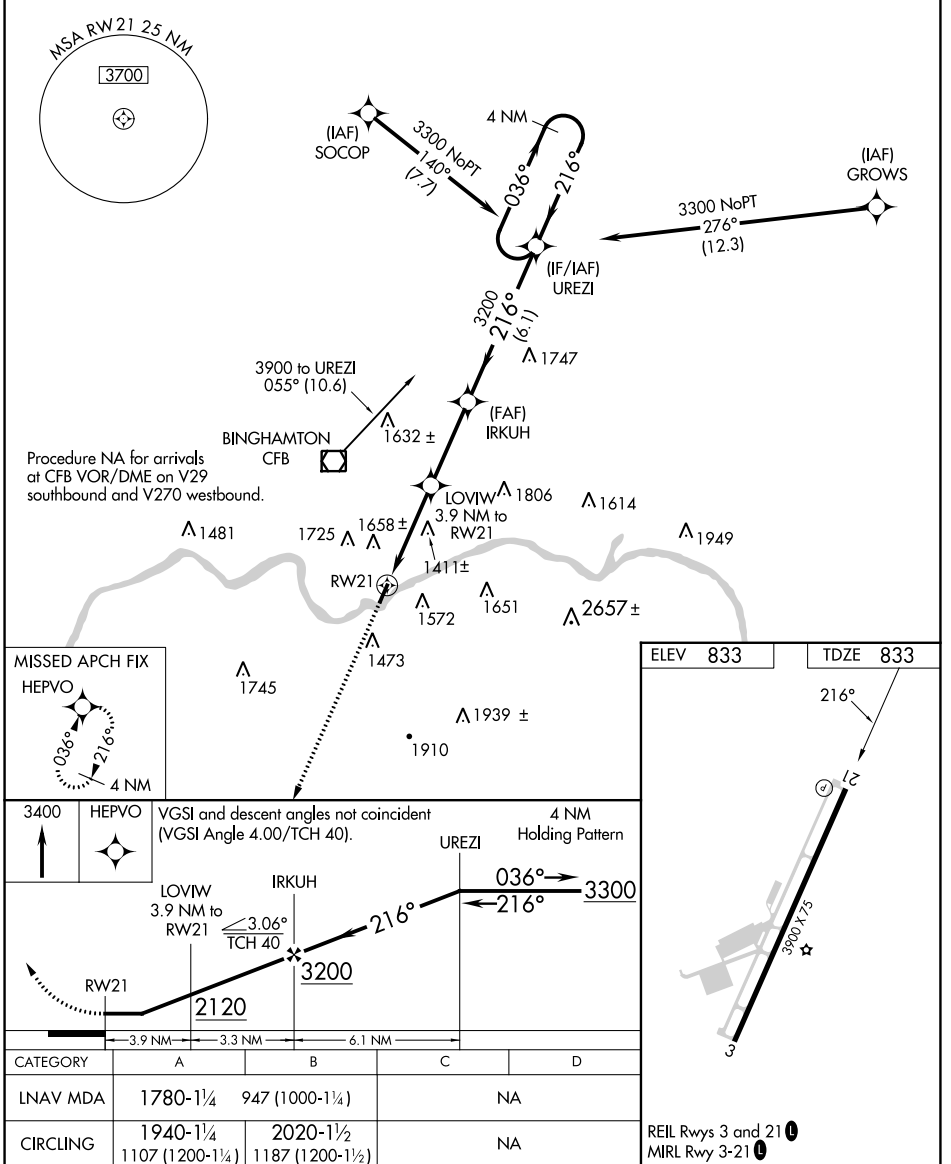 MSA RW21 25 NM
3700
(IAF)
SOCOP
3300 NoPT
140°
(7.7)
4 NM
036°
216°
(IAF)
GROWS
3300 NoPT
276°
(12.3)
(IF/IAF)
UREZI
3200
216°
(6.1)
1747
3900 to UREZI
055° (10.6)
1632 ±
(FAF)
IRKUH
BINGHAMTON
CFB
Procedure NA for arrivals
at CFB VOR/DME on V29
southbound and V270 westbound.
LOVIW
3.9 NM to
RW21
1806
1614
1481
1725
1658 ±
1411±
1949
RW21
1572
1651
2657 ±
1473
1745
1939 ±
1910
MISSED APCH FIX
HEPVO
036°
216°
4 NM
ELEV 833
TDZE 833
216°
P
21
3900 X 75
3
REIL Rwys 3 and 21 L
MIRL Rwy 3-21 L
3400
HEPVO
VGSI and descent angles not coincident
(VGSI Angle 4.00/TCH 40).
4 NM
Holding Pattern
UREZI
036°
216°
3300
IRKUH
LOVIW
3.9 NM to
RW21
3.06°
TCH 40
216°
3200
RW21
2120
3.9 NM
3.3 NM
6.1 NM
CATEGORY A B C D
LNAV MDA 1780-1¼ 947 (1000-1¼) NA
CIRCLING 1940-1¼ 2020-1½ NA
1107 (1200-1¼) 1187 (1200-1½)